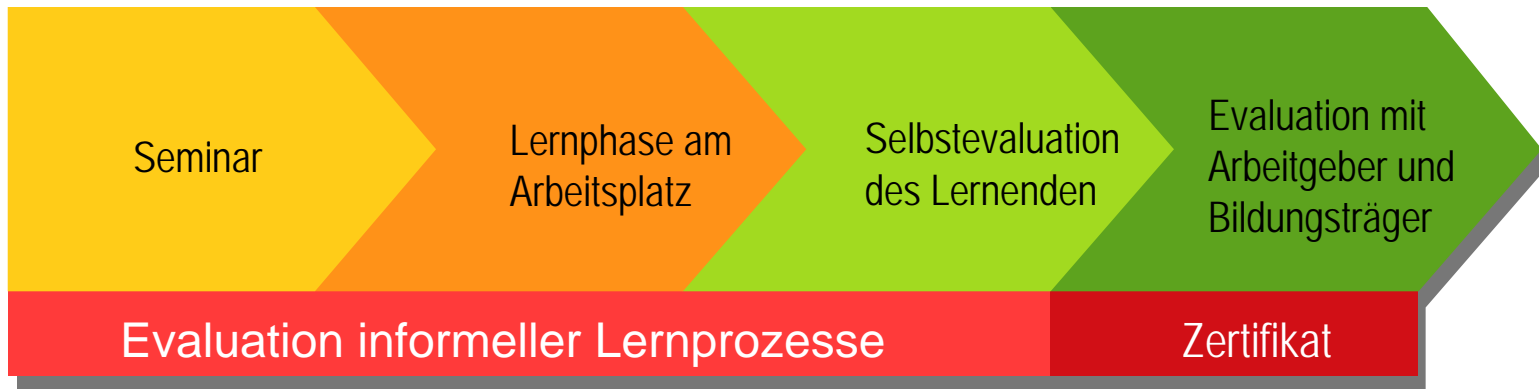 Seminar
Lernphase am
Arbeitsplatz
Selbstevaluation
des Lernenden
Evaluation mit
Arbeitgeber und
Bildungsträger
Evaluation informeller Lernprozesse
Zertifikat